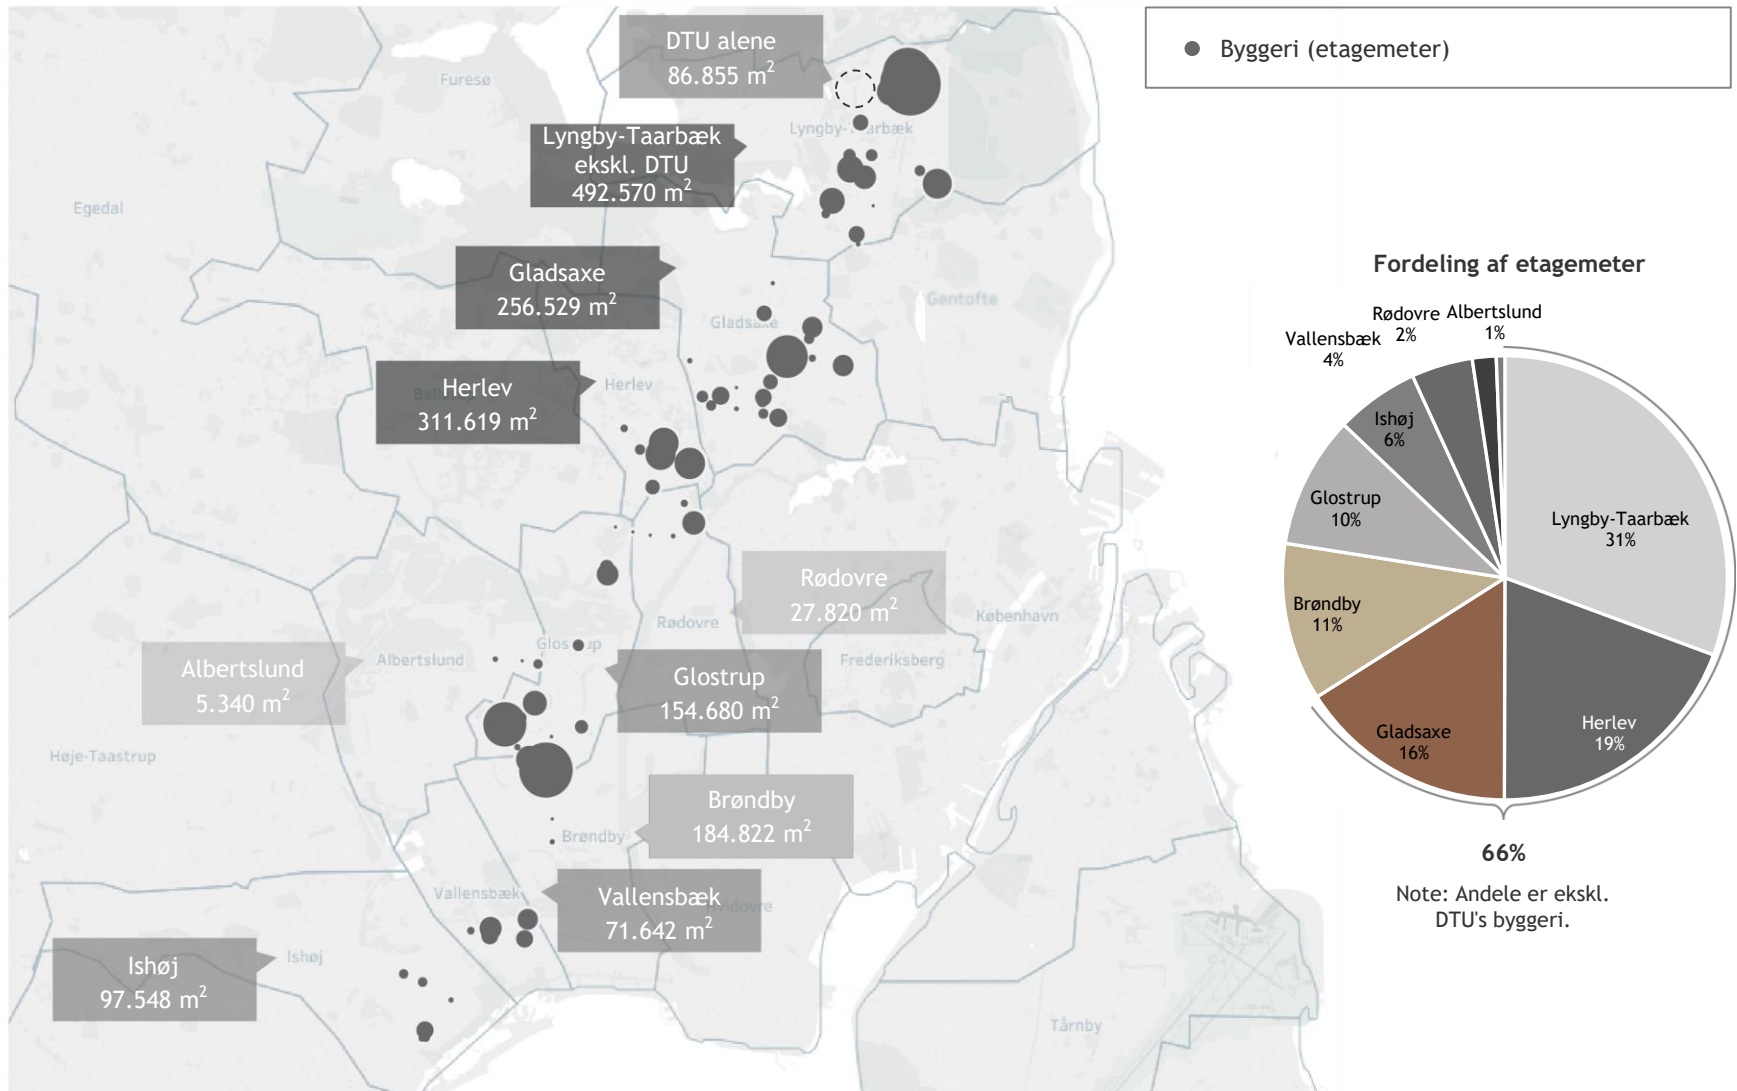 DTU alene
86.855 m²
Byggeri (etagemeter)
Furesø
Lyngby-Taarbæk
ekskl. DTU
492.570 m²
Egedal
Gladsaxe
256.529 m²
Gentofte
Gladsaxe
Herlev
311.619 m²
Herlev
Fordeling af etagemeter
Rødovre
2%
Albertslund
1%
Vallensbæk
4%
Ishøj
6%
Glostrup
10%
Lyngby-Taarbæk
31%
Brøndby
11%
Gladsaxe
16%
Herlev
19%
66%
Note: Andele er ekskl.
DTU's byggeri.
Rødovre
27.820 m²
København
Rødovre
Frederiksberg
Albertslund
5.340 m²
Albertslund
Glostrup
154.680 m²
Høje-Taastrup
Brøndby
184.822 m²
Brøndby
Vallensbæk
Vallensbæk
71.642 m²
Ishøj
97.548 m²
Ishøj
Tårnby